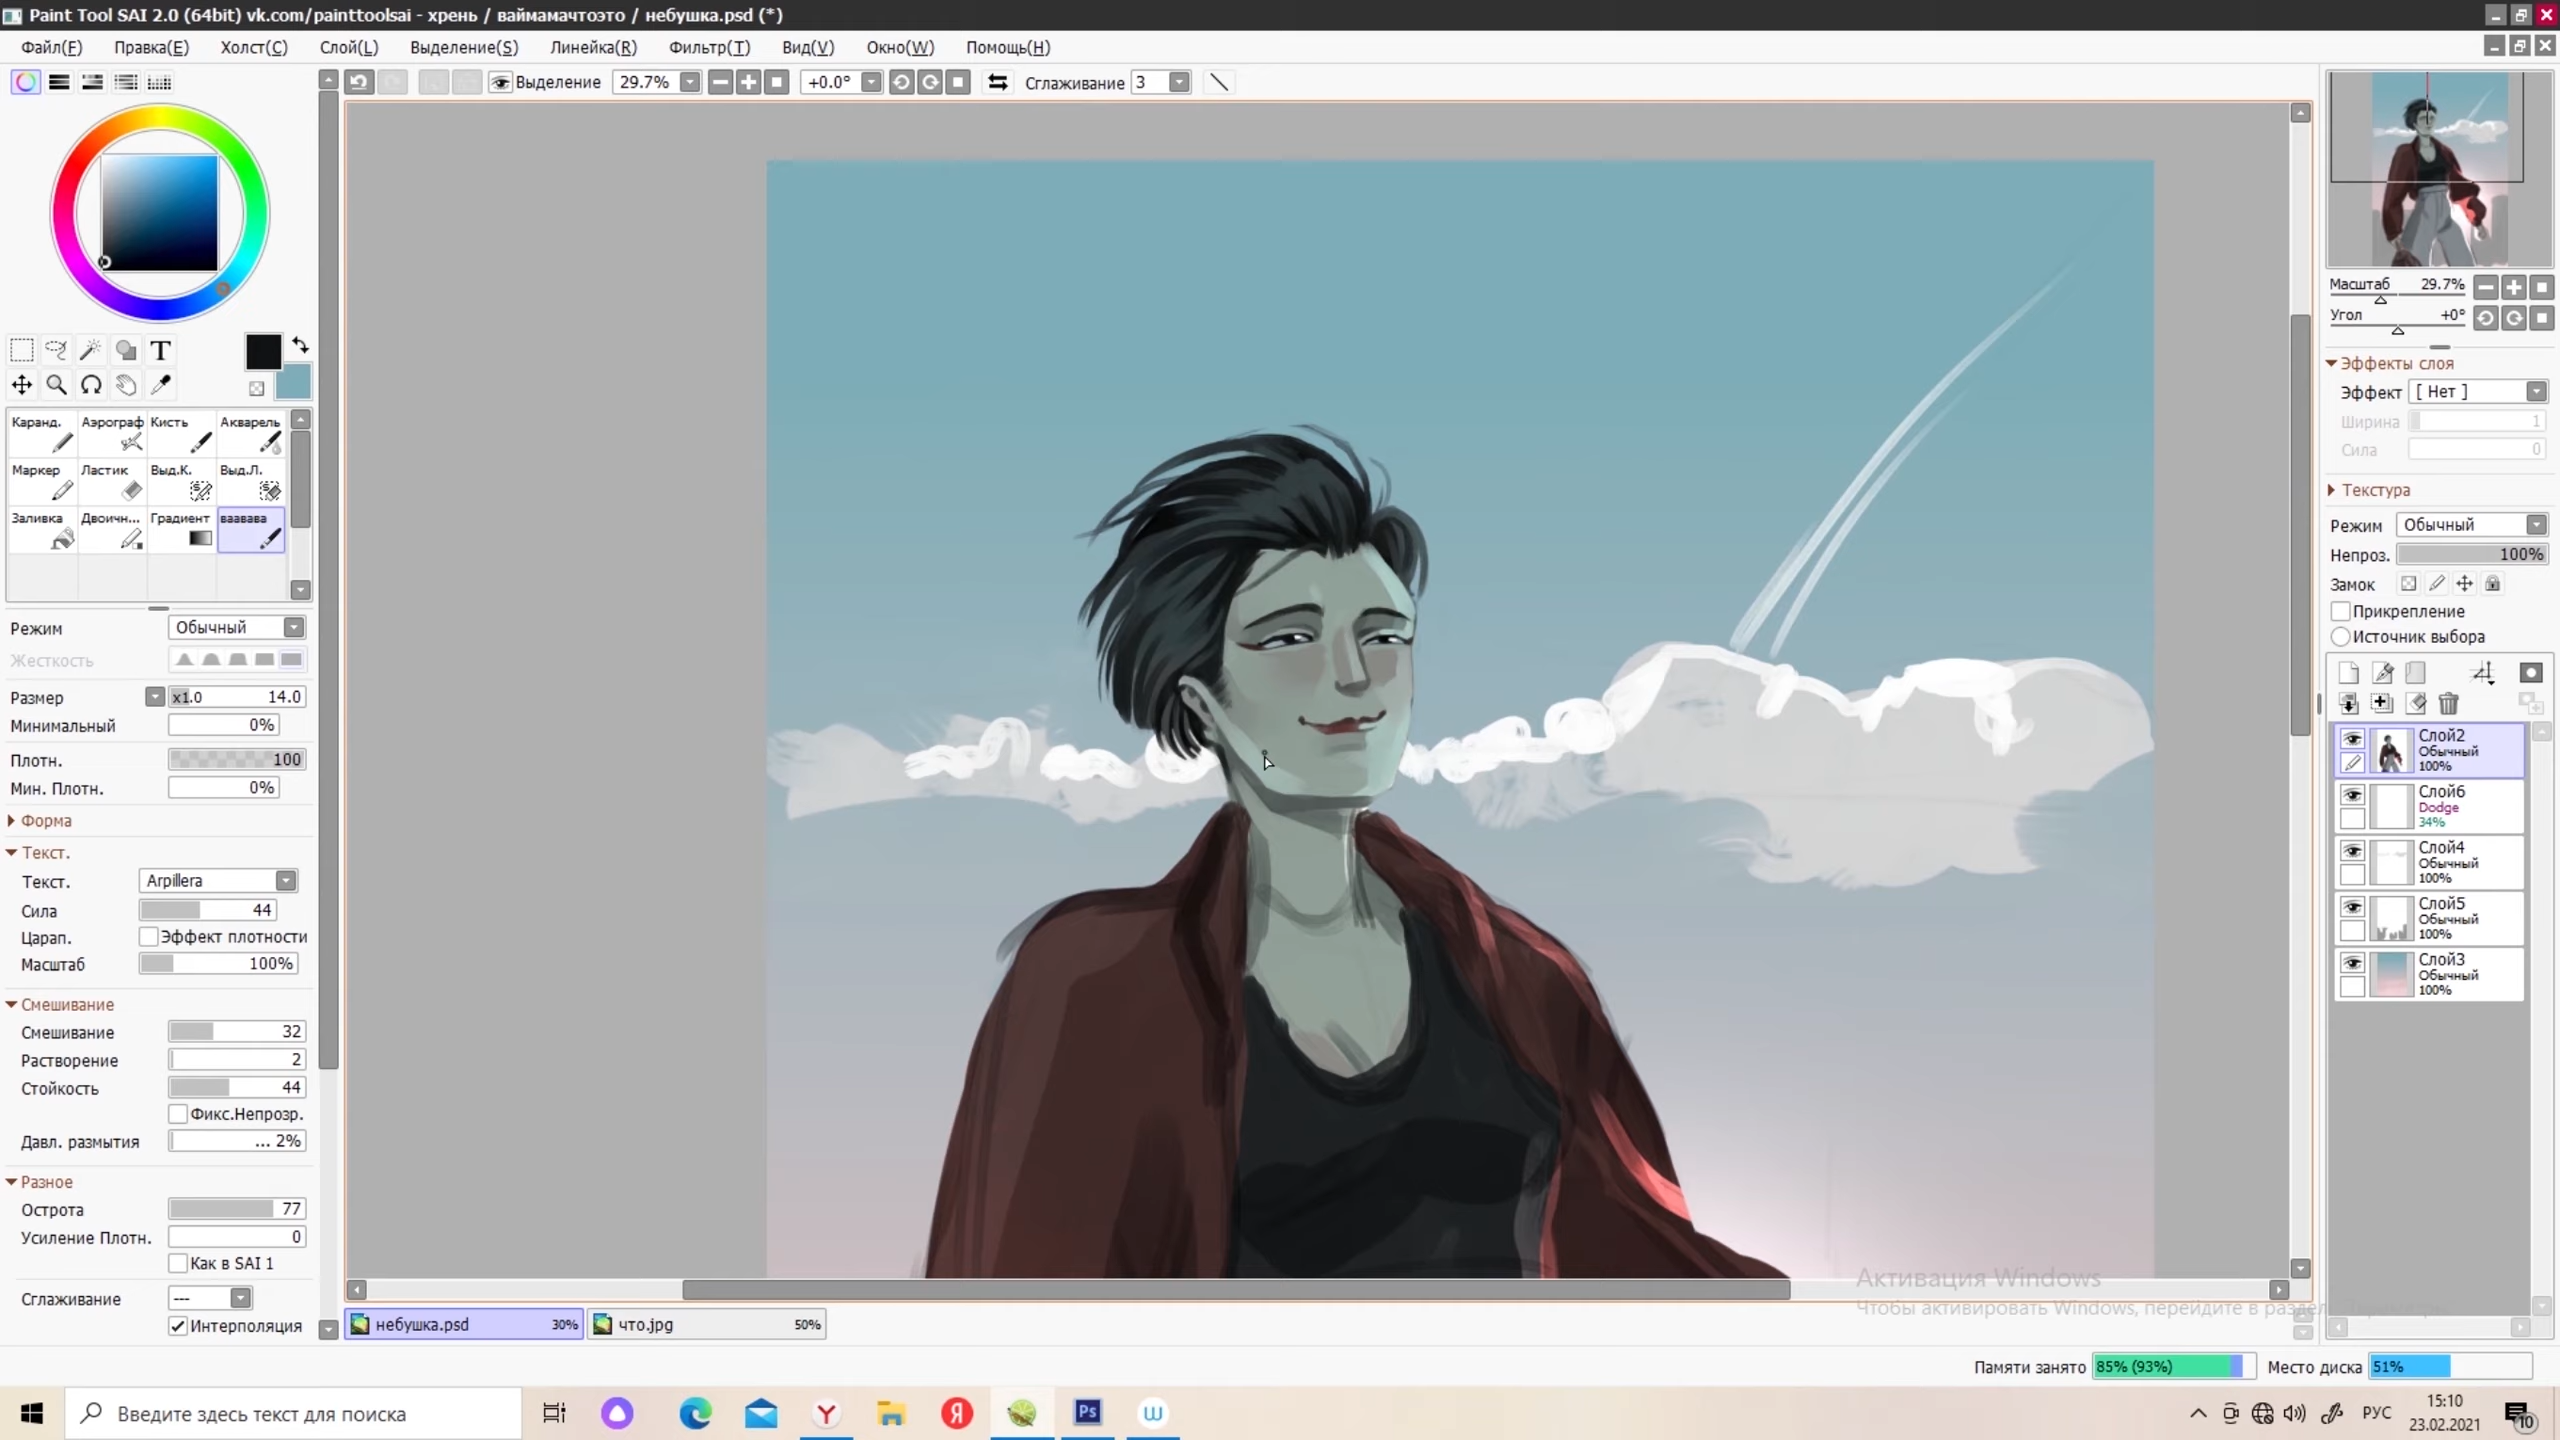 Paint Tool SAI 2.0 (64bit) vk.com/painttoolsai - хрень / ваймамачтоэто / небушка.psd (*)
Файл(F) Правка(E) Холст(C) Слой(L) Выделение(S) Линейка(R) Фильтр(T) Вид(V) Окно(W) Помощь(H)
Выделение 29.7% +0.0° Сглаживание 3
T
Каранд. Аэрограф Кисть Акварель
Маркер Ластик Выд.К. Выд.Л.
Заливка Двоичн... Градиент ваавава
Режим Обычный
Жесткость
Размер x1.0 14.0
Минимальный 0%
Плотн. 100
Мин. Плотн. 0%
Форма
Текст.
Текст. Arpillera
Сила 44
Царап. Эффект плотности
Масштаб 100%
Смешивание
Смешивание 32
Растворение 2
Стойкость 44
Фикс.Непрозр.
Давл. размытия ... 2%
Разное
Острота 77
Усиление Плотн. 0
Как в SAI 1
Сглаживание ---
Интерполяция
Масштаб 29.7%
Угол +0°
Эффекты слоя
Эффект [ Нет ]
Ширина 1
Сила 0
Текстура
Режим Обычный
Непроз. 100%
Замок
Прикрепление
Источник выбора
Слой2
Обычный
100%
Слой6
Dodge
34%
Слой4
Обычный
100%
Слой5
Обычный
100%
Слой3
Обычный
100%
Активация Windows
Чтобы активировать Windows, перейдите в раздел
небушка.psd 30% что.jpg 50%
Памяти занято 85% (93%) Место диска 51%
Введите здесь текст для поиска
Y Я Ps W
РУС 15:10
23.02.2021
10